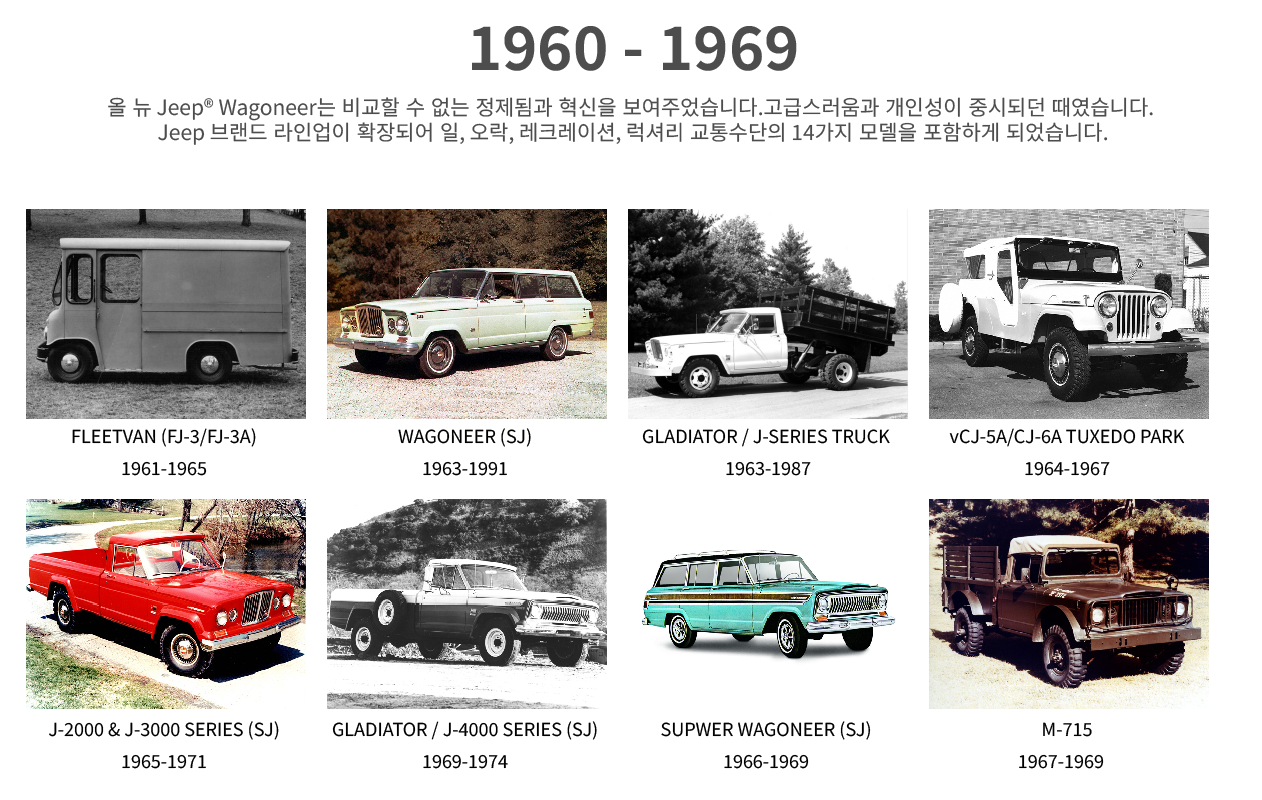 1960 - 1969
올 뉴 Jeep® Wagoneer는 비교할 수 없는 정제됨과 혁신을 보여주었습니다.고급스러움과 개인성이 중시되던 때였습니다.
Jeep 브랜드 라인업이 확장되어 일, 오락, 레크레이션, 럭셔리 교통수단의 14가지 모델을 포함하게 되었습니다.
FLEETVAN (FJ-3/FJ-3A)
1961-1965
WAGONEER (SJ)
1963-1991
GLADIATOR / J-SERIES TRUCK
1963-1987
vCJ-5A/CJ-6A TUXEDO PARK
1964-1967
J-2000 & J-3000 SERIES (SJ)
1965-1971
GLADIATOR / J-4000 SERIES (SJ)
1969-1974
SUPWER WAGONEER (SJ)
1966-1969
M-715
1967-1969